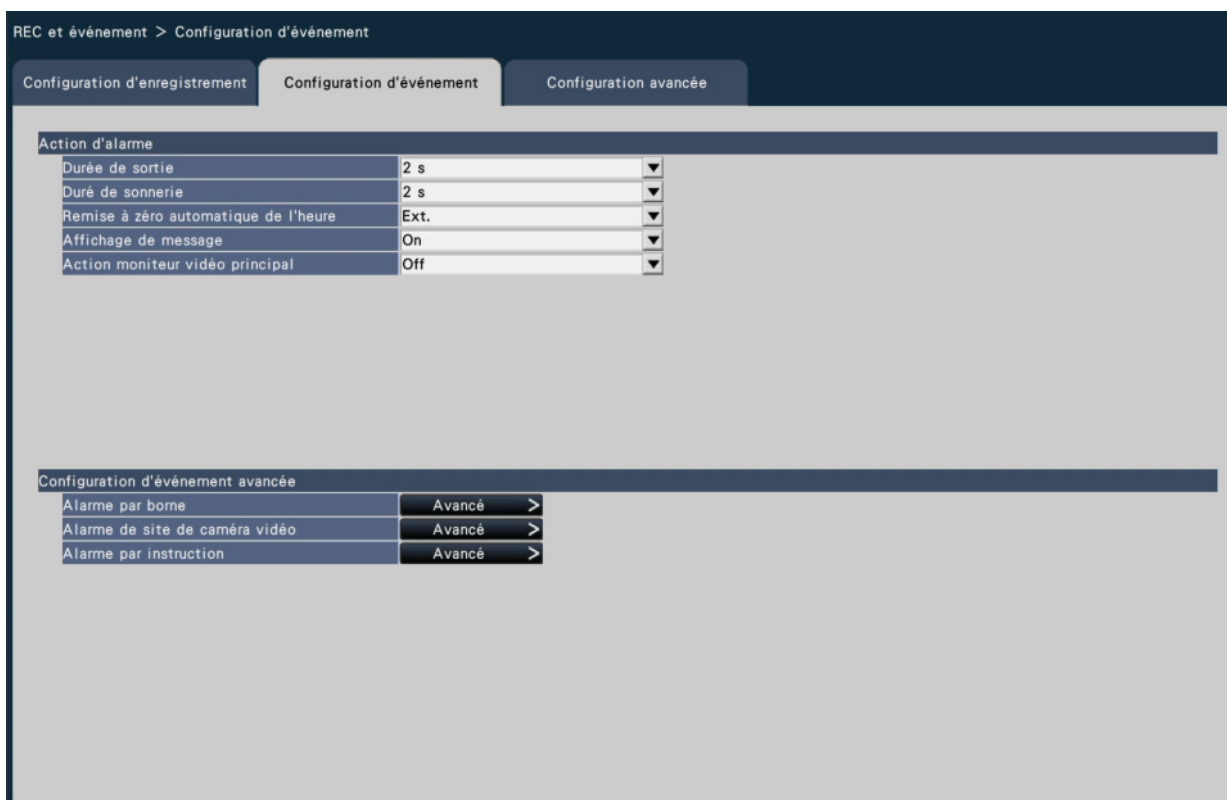 REC et événement > Configuration d'événement
Configuration d'enregistrement Configuration d'événement Configuration avancée
Action d'alarme
Durée de sortie 2 s
Duré de sonnerie 2 s
Remise à zéro automatique de l'heure Ext.
Affichage de message On
Action moniteur vidéo principal Off
Configuration d'événement avancée
Alarme par borne Avancé >
Alarme de site de caméra vidéo Avancé >
Alarme par instruction Avancé >